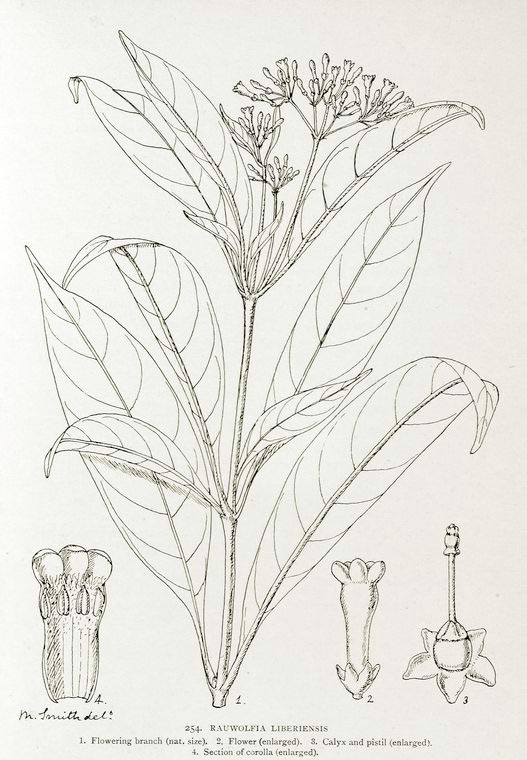 4.
1.
2
3
M. Smith delt.
254. RAUWOLFIA LIBERIENSIS
1. Flowering branch (nat. size). 2. Flower (enlarged). 3. Calyx and pistil (enlarged).
4. Section of corolla (enlarged).